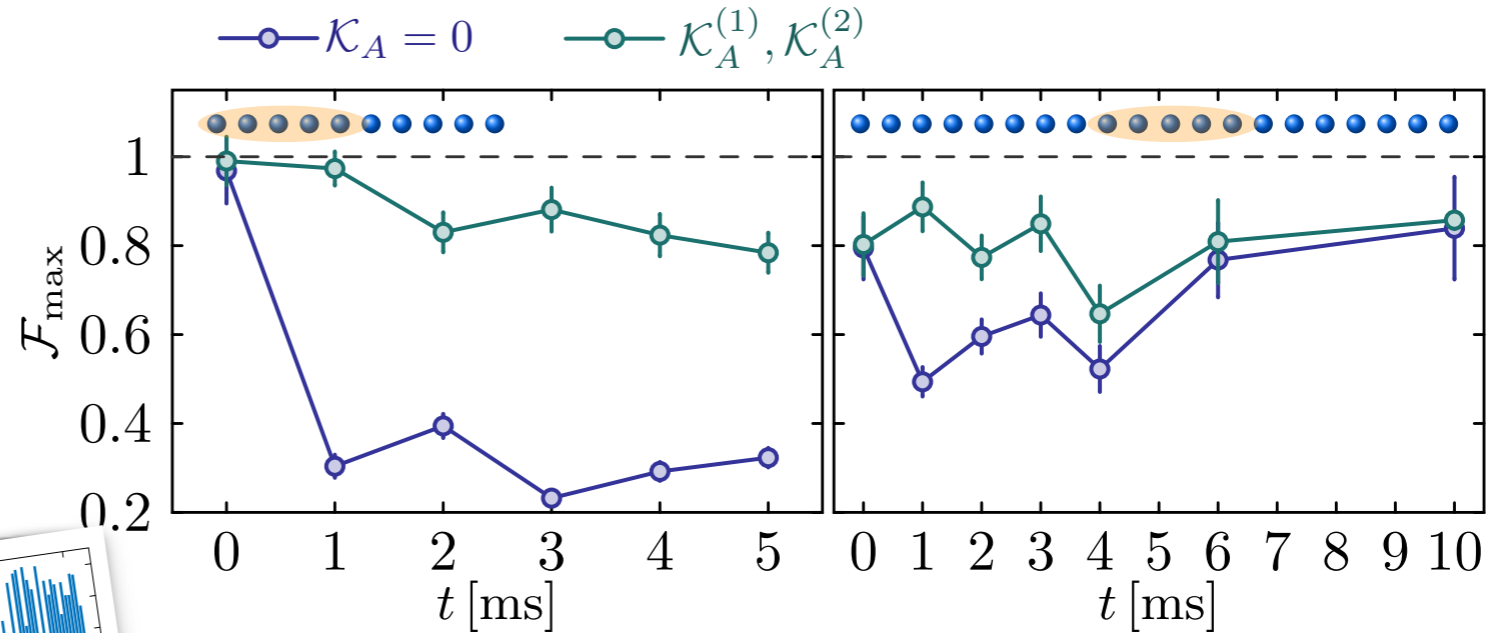 𝒦_A = 0   𝒦_A^(1), 𝒦_A^(2)
ℱ_max
1
0.8
0.6
0.4
0.2
0 1 2 3 4 5
t [ms]
0 1 2 3 4 5 6 7 8 9 10
t [ms]